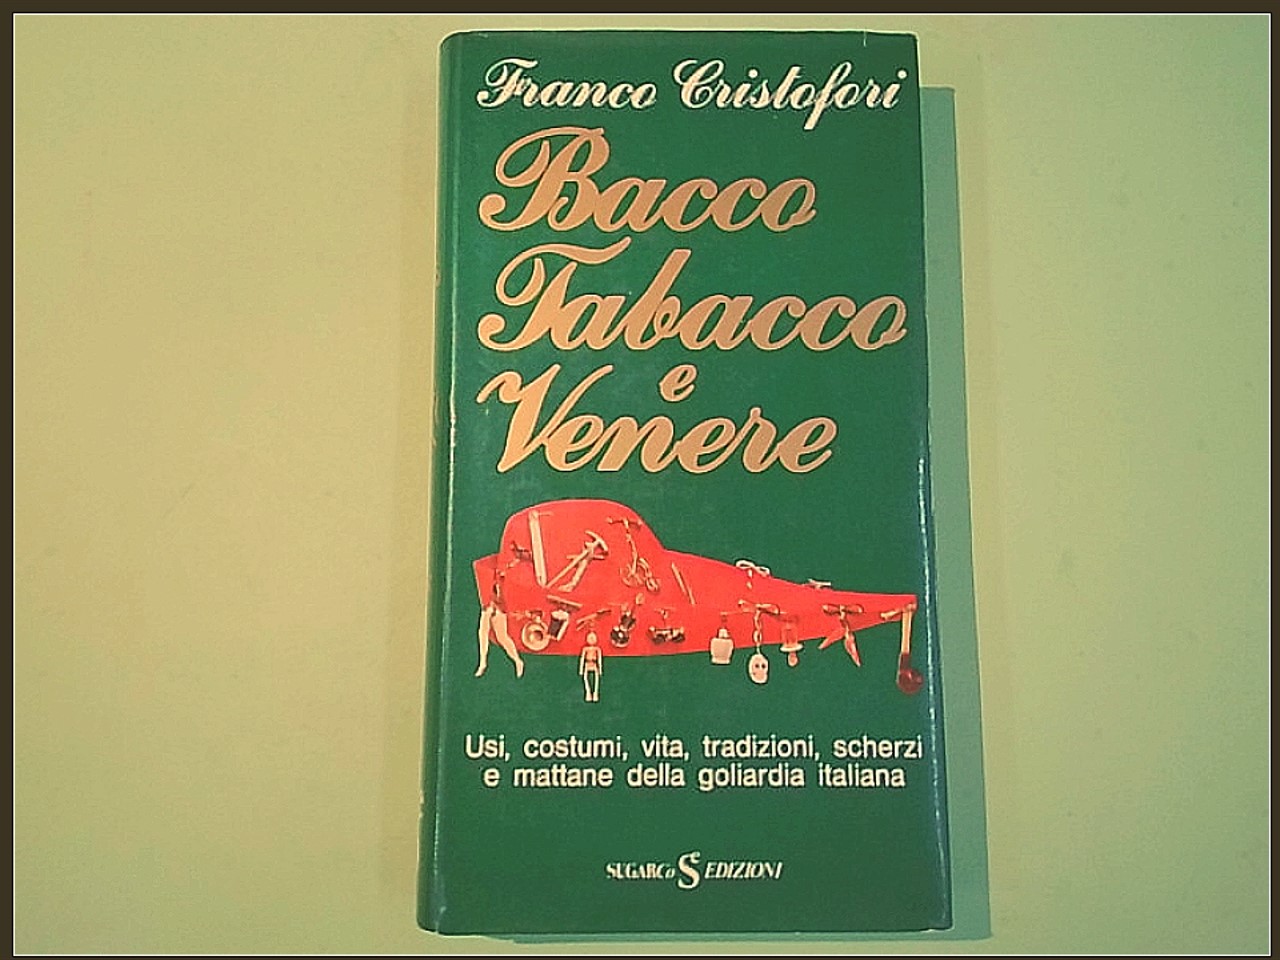 Franco Cristofori
Bacco
Tabacco
e
Venere
Usi, costumi, vita, tradizioni, scherzi
e mattane della goliardia italiana
SUGARCo S EDIZIONI